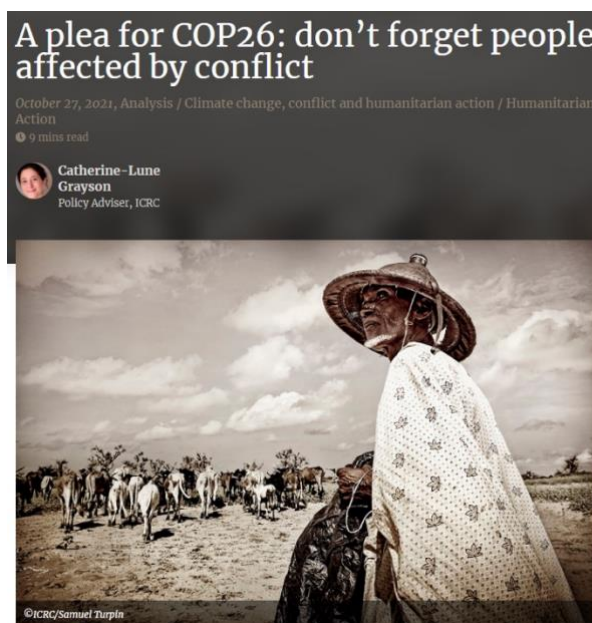 A plea for COP26: don’t forget people
affected by conflict
October 27, 2021, Analysis / Climate change, conflict and humanitarian action / Humanitarian
Action
9 mins read
Catherine-Lune
Grayson
Policy Adviser, ICRC
©ICRC/Samuel Turpin